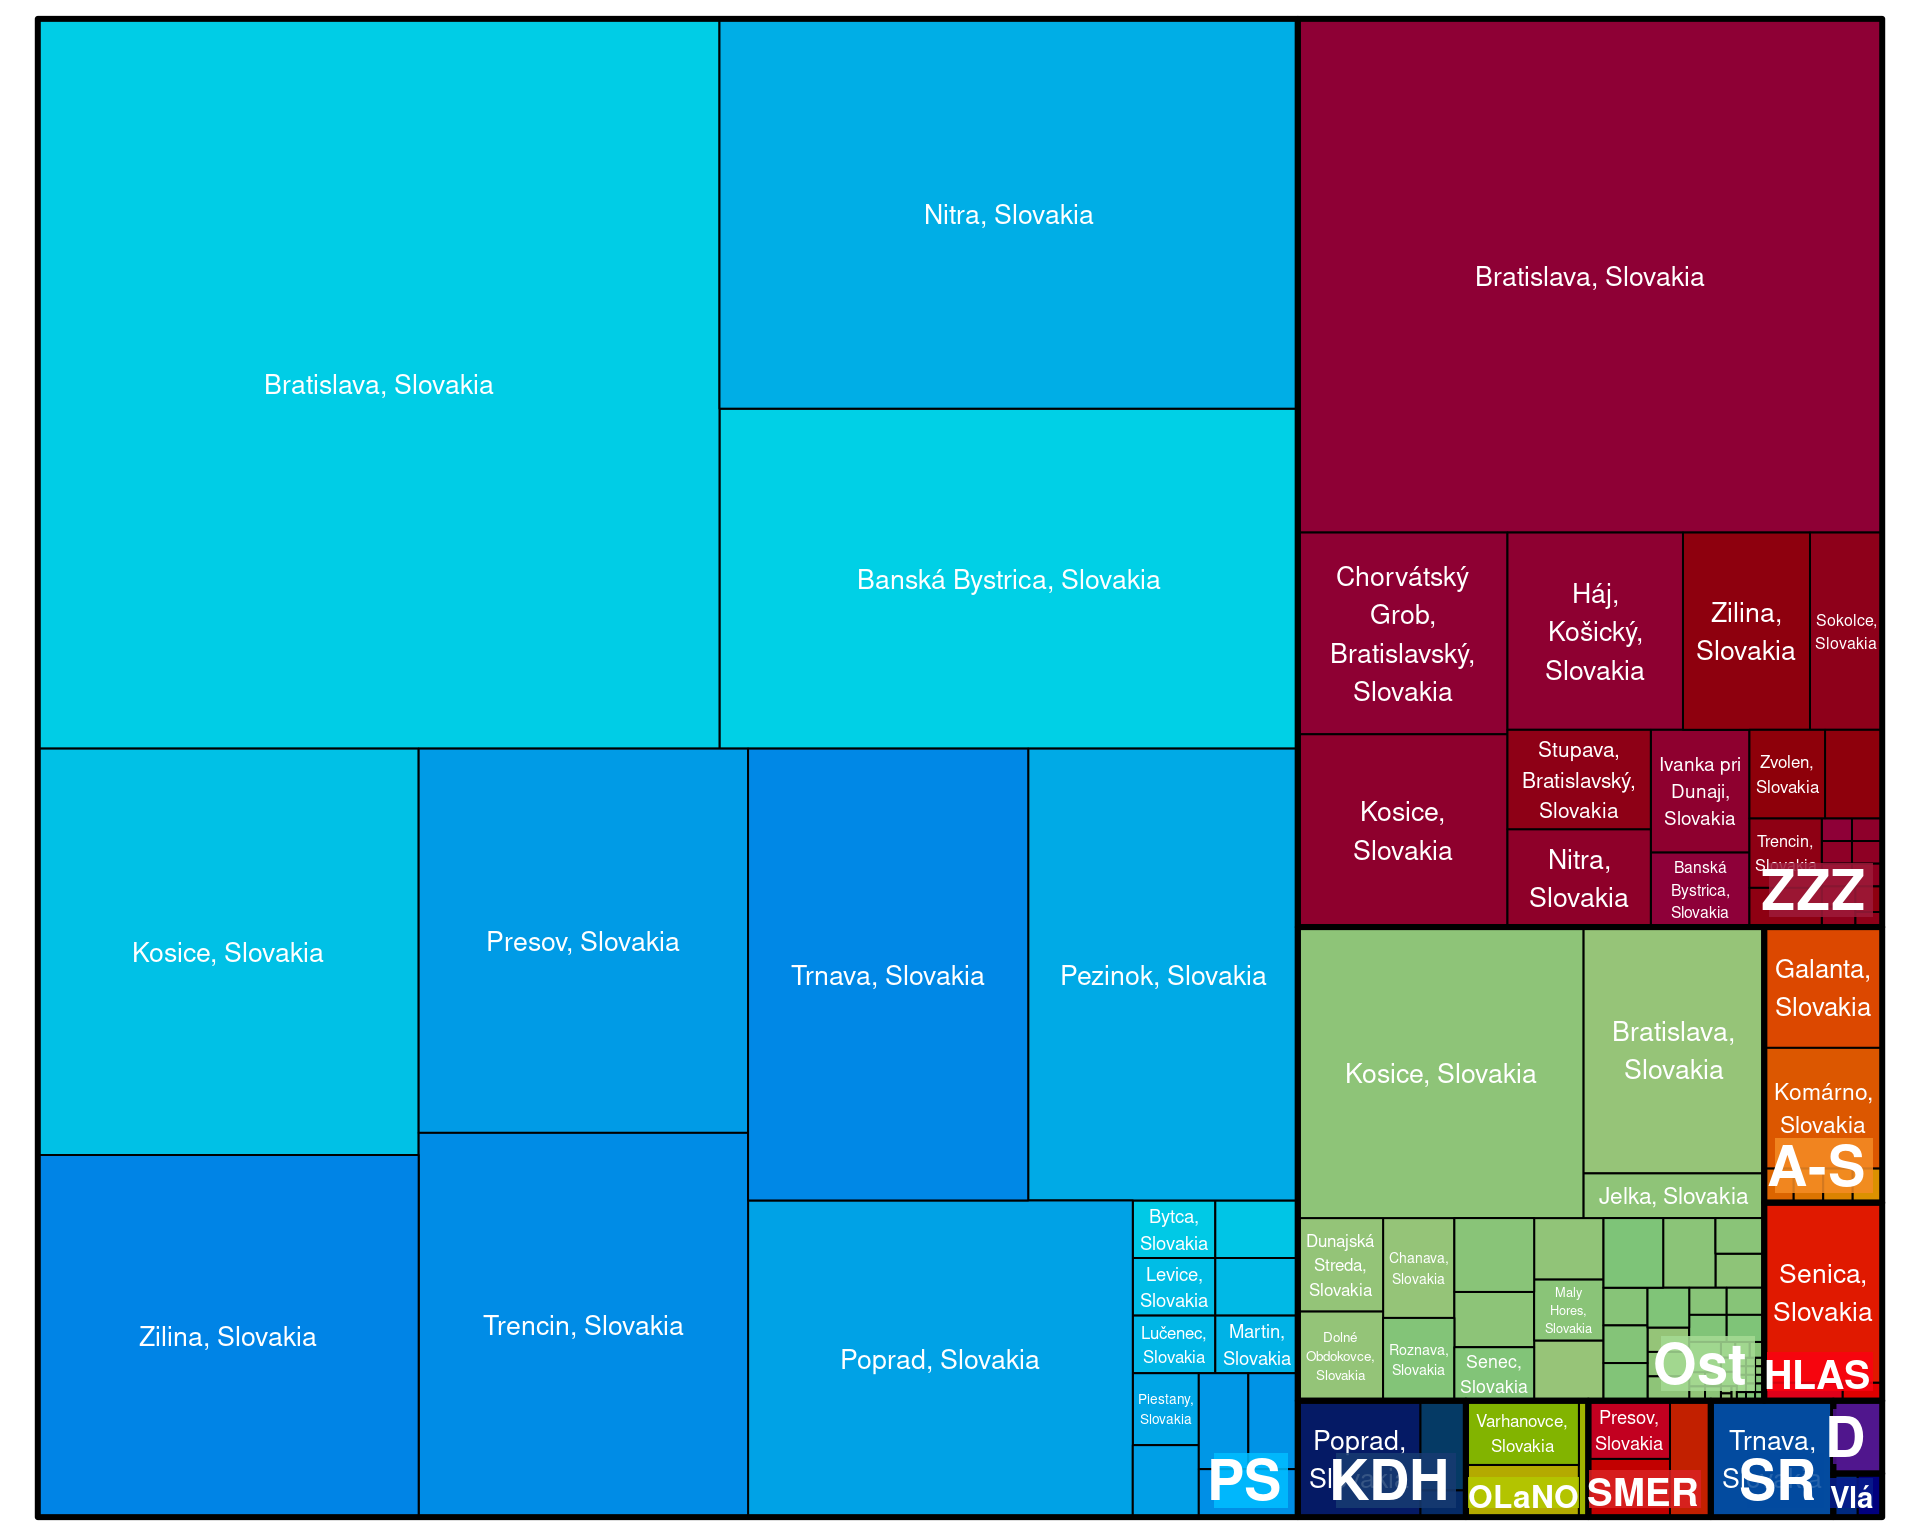 Bratislava, Slovakia
Nitra, Slovakia
Banská Bystrica, Slovakia
Kosice, Slovakia
Presov, Slovakia
Trnava, Slovakia
Pezinok, Slovakia
Zilina, Slovakia
Trencin, Slovakia
Poprad, Slovakia
Bytca,
Slovakia
Levice,
Slovakia
Lučenec,
Slovakia
Martin,
Slovakia
Piestany,
Slovakia
PS
Bratislava, Slovakia
Chorvátský
Grob,
Bratislavský,
Slovakia
Háj,
Košický,
Slovakia
Zilina,
Slovakia
Sokolce,
Slovakia
Kosice,
Slovakia
Stupava,
Bratislavský,
Slovakia
Nitra,
Slovakia
Ivanka pri
Dunaji,
Slovakia
Banská
Bystrica,
Slovakia
Zvolen,
Slovakia
Trencin,
Slovakia
ZZZ
Kosice, Slovakia
Bratislava,
Slovakia
Jelka, Slovakia
Dunajská
Streda,
Slovakia
Dolné
Obdokovce,
Slovakia
Chanava,
Slovakia
Roznava,
Slovakia
Senec,
Slovakia
Maly
Hores,
Slovakia
Ost
Galanta,
Slovakia
Komárno,
Slovakia
A-S
Senica,
Slovakia
HLAS
Poprad,
Slovakia
KDH
Varhanovce,
Slovakia
OLaNO
Presov,
Slovakia
SMER
Trnava,
Slovakia
SR
D
Vlá